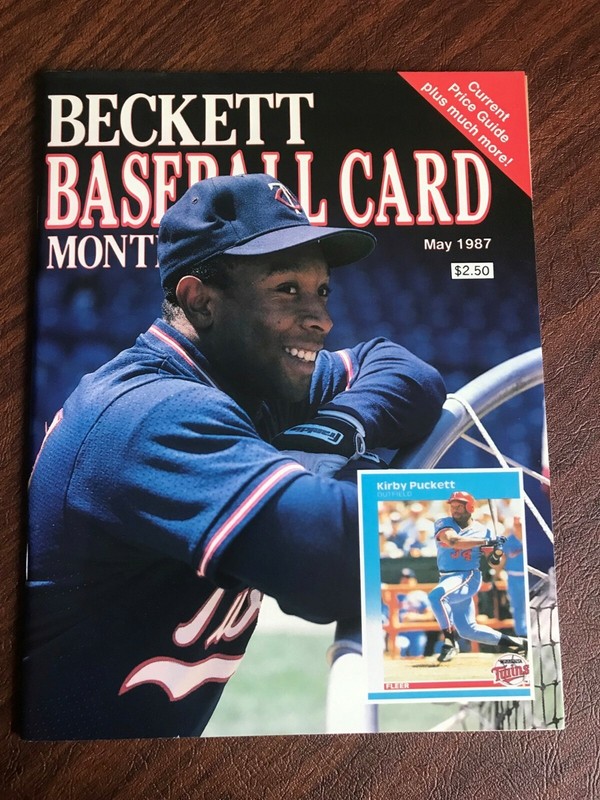 BECKETT
BASEBALL CARD
MONT
May 1987
$2.50
Current
Price Guide
plus much more!
Kirby Puckett
OUTFIELD
FLEER
Twins